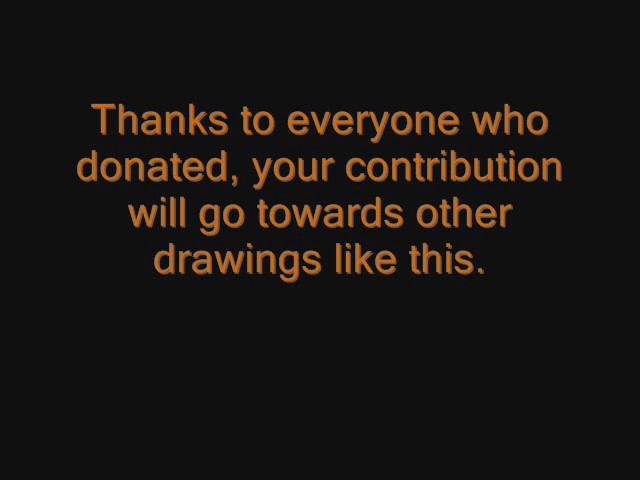 Thanks to everyone who
donated, your contribution
will go towards other
drawings like this.